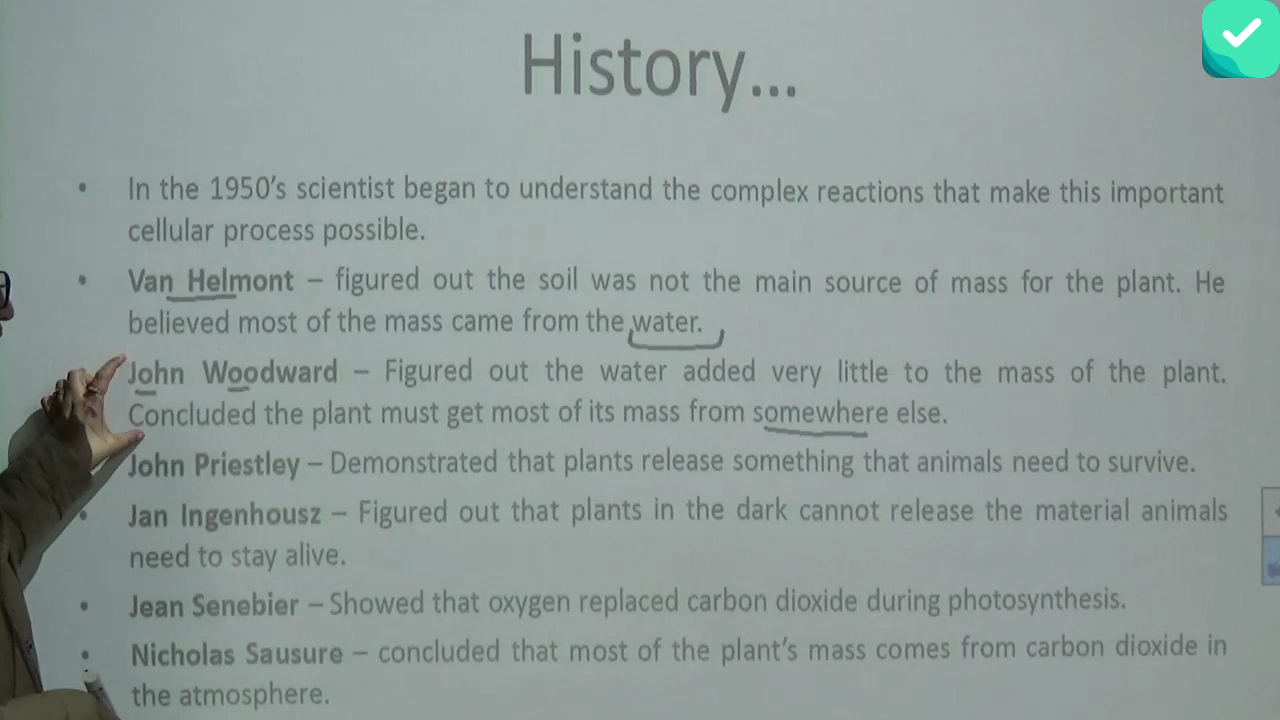 History...
• In the 1950's scientist began to understand the complex reactions that make this important
cellular process possible.
• Van Helmont – figured out the soil was not the main source of mass for the plant. He
believed most of the mass came from the water.
John Woodward – Figured out the water added very little to the mass of the plant.
Concluded the plant must get most of its mass from somewhere else.
John Priestley – Demonstrated that plants release something that animals need to survive.
• Jan Ingenhousz – Figured out that plants in the dark cannot release the material animals
need to stay alive.
• Jean Senebier – Showed that oxygen replaced carbon dioxide during photosynthesis.
• Nicholas Sausure – concluded that most of the plant's mass comes from carbon dioxide in
the atmosphere.